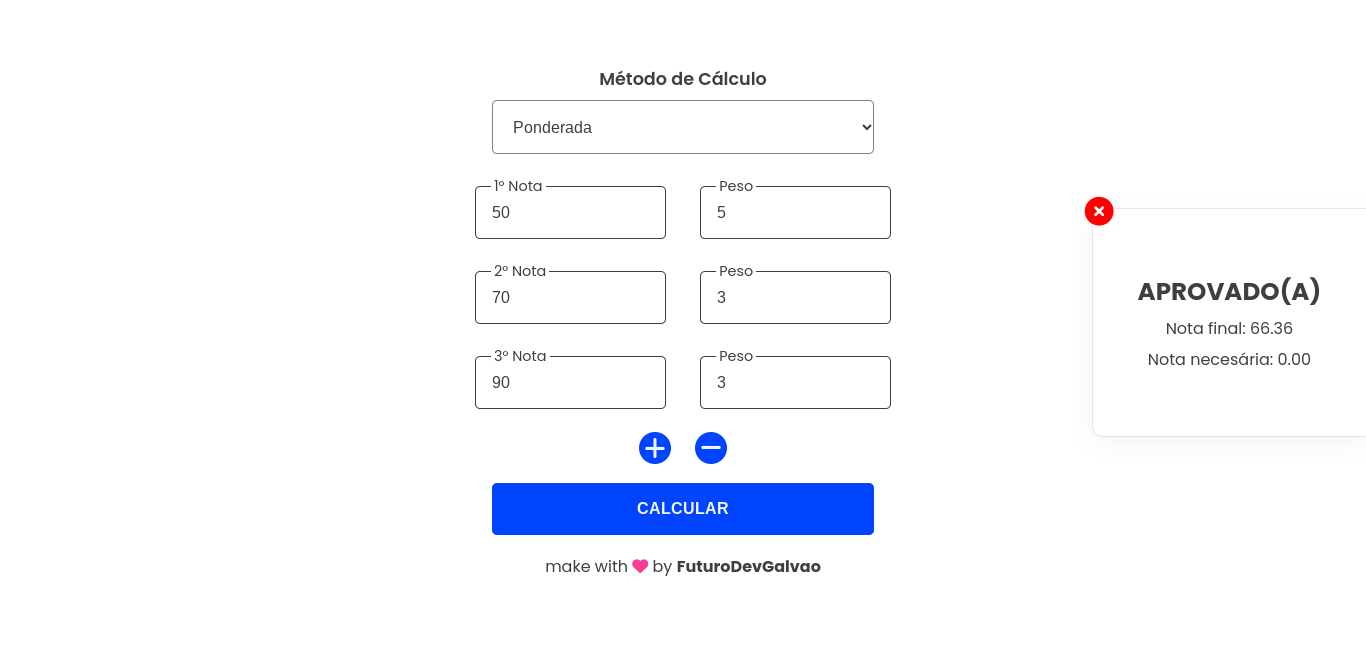 Método de Cálculo
Ponderada
1º Nota
Peso
50
5
2º Nota
Peso
70
3
3º Nota
Peso
90
3
CALCULAR
make with by FuturoDevGalvao
APROVADO(A)
Nota final: 66.36
Nota necesária: 0.00